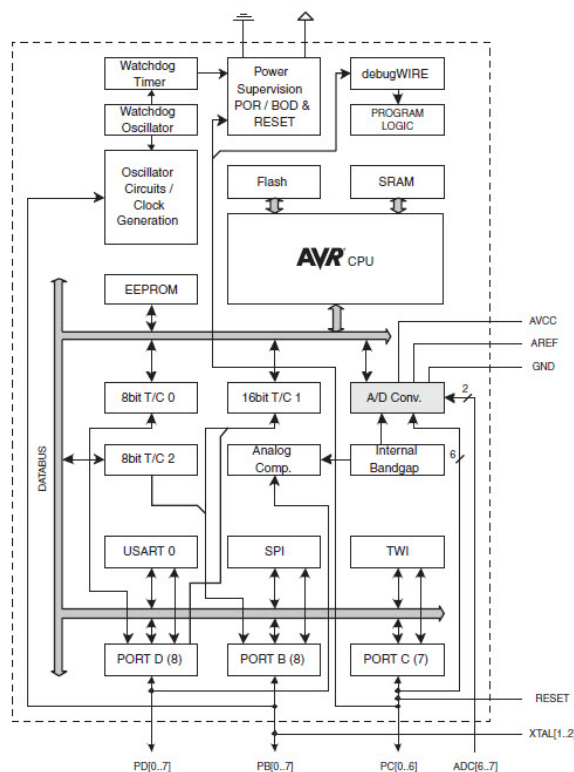 Watchdog
Timer
Power
Supervision
POR / BOD &
RESET
debugWIRE
Watchdog
Oscillator
PROGRAM
LOGIC
Oscillator
Circuits /
Clock
Generation
Flash
SRAM
AVR CPU
EEPROM
AVCC
AREF
GND
8bit T/C 0
16bit T/C 1
A/D Conv.
2
DATABUS
8bit T/C 2
Analog
Comp.
Internal
Bandgap
6
USART 0
SPI
TWI
PORT D (8)
PORT B (8)
PORT C (7)
RESET
XTAL[1..2]
PD[0..7]
PB[0..7]
PC[0..6]
ADC[6..7]